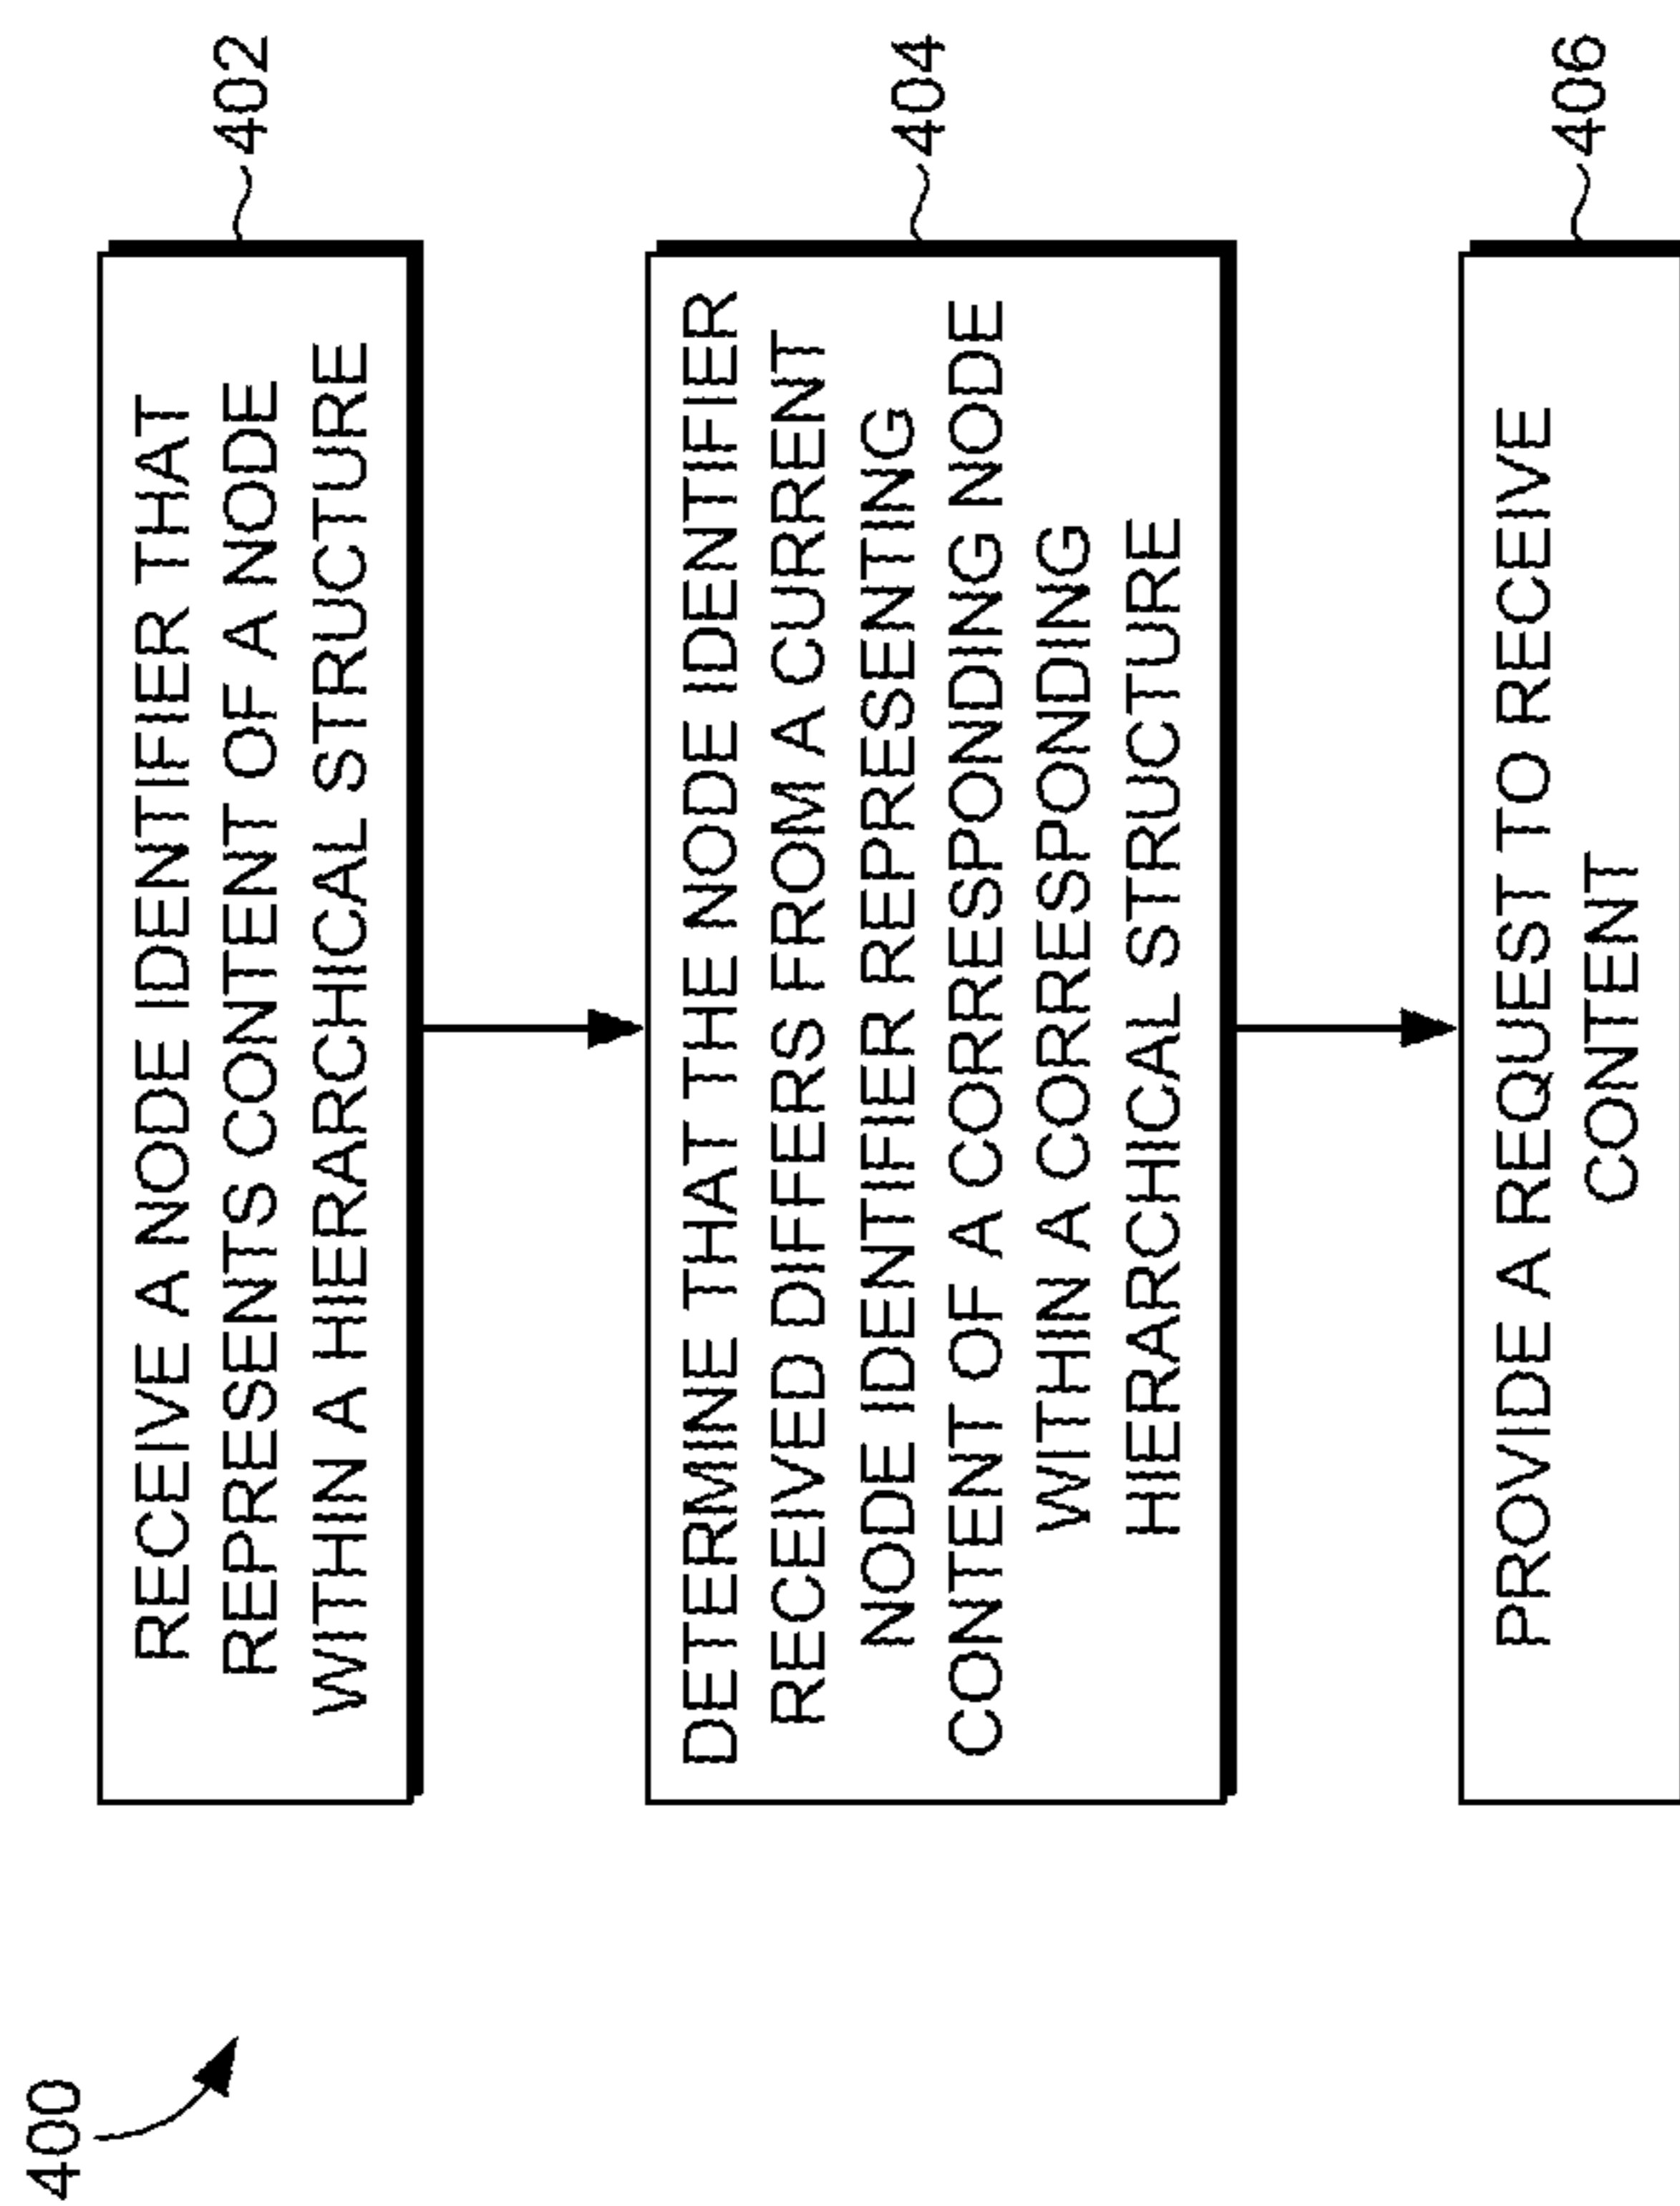 400
RECEIVE A NODE IDENTIFIER THAT
REPRESENTS CONTENT OF A NODE
WITHIN A HIERARCHICAL STRUCTURE
402
DETERMINE THAT THE NODE IDENTIFIER
RECEIVED DIFFERS FROM A CURRENT
NODE IDENTIFIER REPRESENTING
CONTENT OF A CORRESPONDING NODE
WITHIN A CORRESPONDING
HIERARCHICAL STRUCTURE
404
PROVIDE A REQUEST TO RECEIVE
CONTENT
406